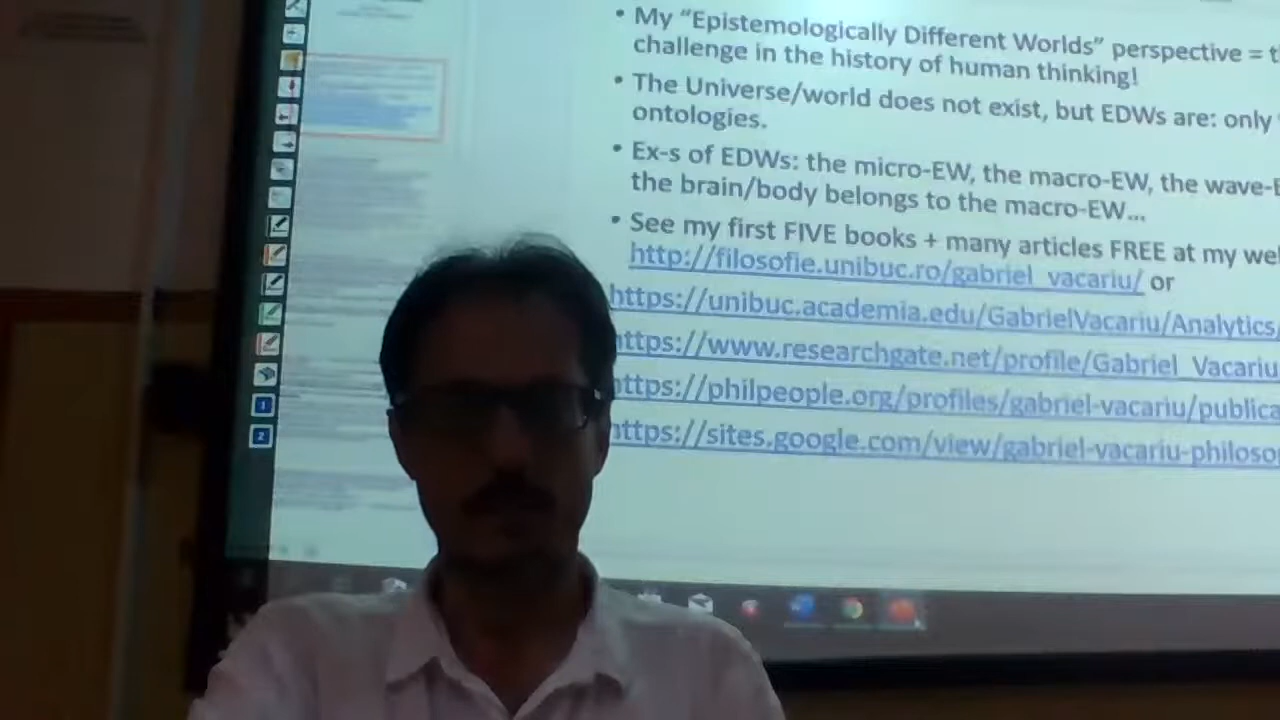 • My “Epistemologically Different Worlds” perspective = t
challenge in the history of human thinking!
• The Universe/world does not exist, but EDWs are: only
ontologies.
• Ex-s of EDWs: the micro-EW, the macro-EW, the wave-E
the brain/body belongs to the macro-EW...
• See my first FIVE books + many articles FREE at my we
http://filosofie.unibuc.ro/gabriel_vacariu/ or
https://unibuc.academia.edu/GabrielVacariu/Analytics
https://www.researchgate.net/profile/Gabriel_Vacariu
https://philpeople.org/profiles/gabriel-vacariu/publica
https://sites.google.com/view/gabriel-vacariu-philoso
1
2